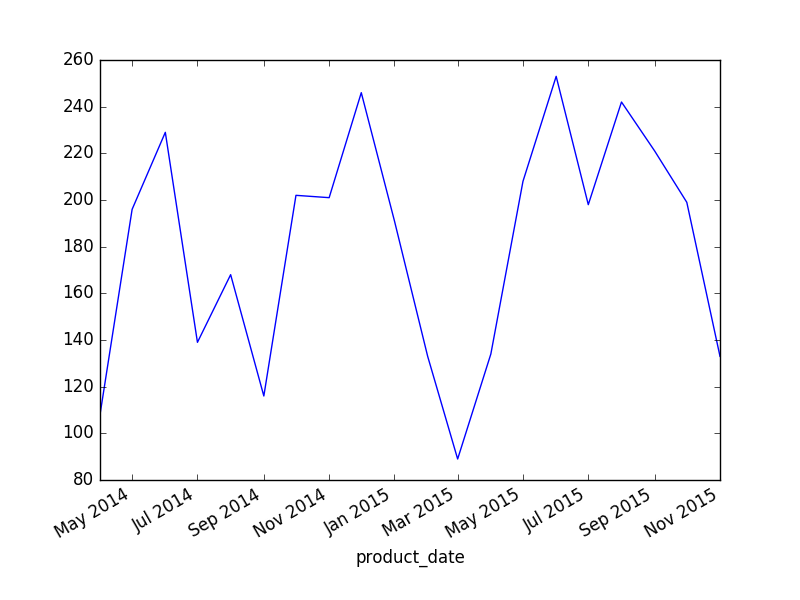 260
240
220
200
180
160
140
120
100
80
May 2014
Jul 2014
Sep 2014
Nov 2014
Jan 2015
Mar 2015
May 2015
Jul 2015
Sep 2015
Nov 2015
product_date